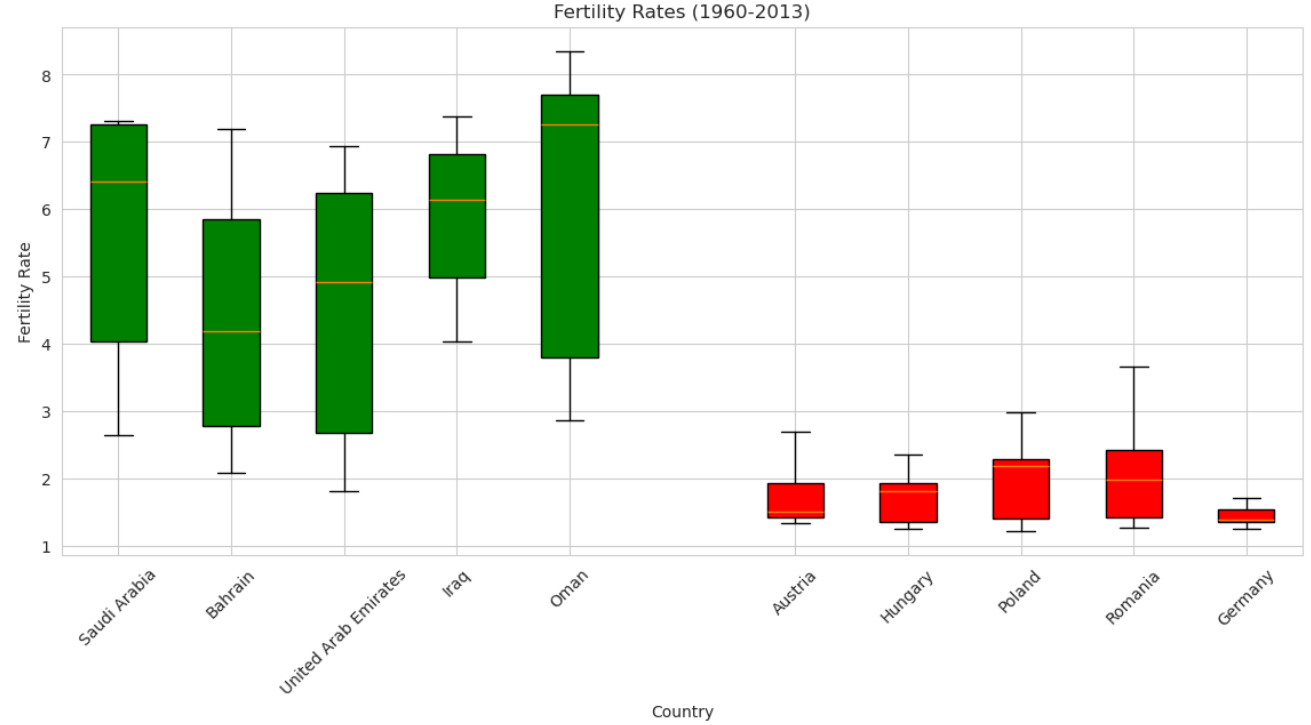 Fertility Rates (1960-2013)
Fertility Rate
8
7
6
5
4
3
2
1
Saudi Arabia
Bahrain
United Arab Emirates
Iraq
Oman
Austria
Hungary
Poland
Romania
Germany
Country